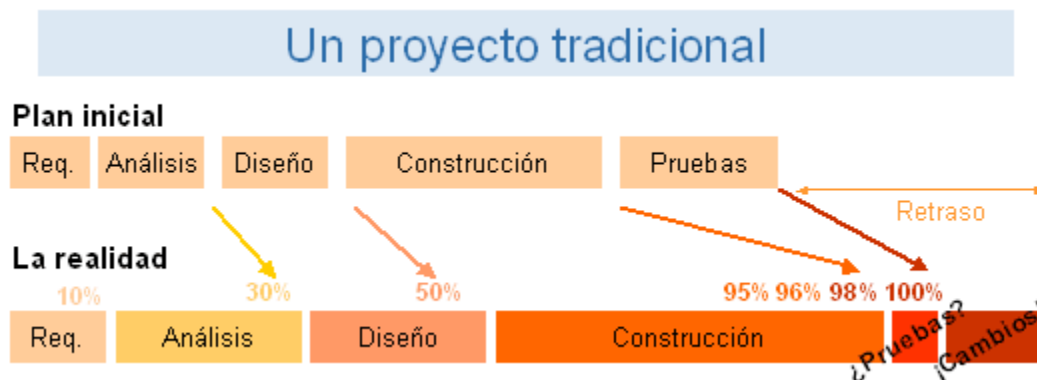 Un proyecto tradicional
Plan inicial
Req. Análisis Diseño Construcción Pruebas
Retraso
La realidad
10% 30% 50% 95% 96% 98% 100%
Req. Análisis Diseño Construcción ¿Pruebas? ¡Cambios!